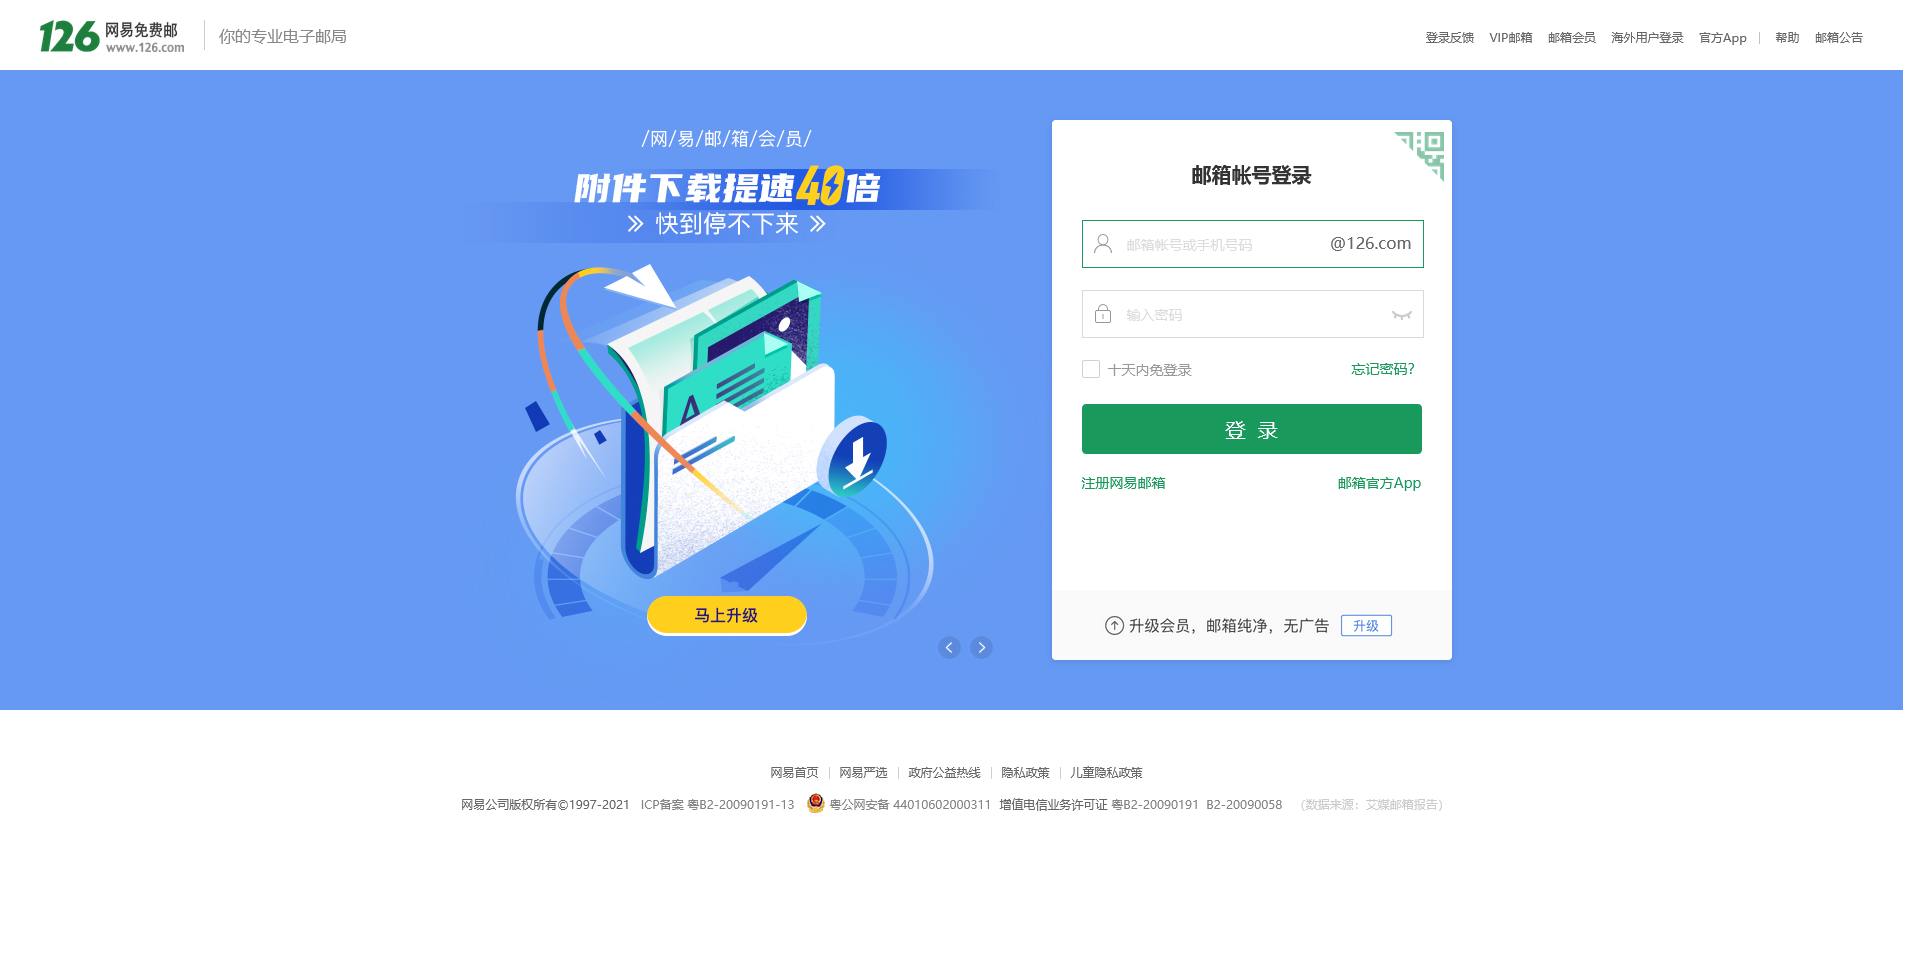 126 网易免费邮
www.126.com
你的专业电子邮局
登录反馈 VIP邮箱 邮箱会员 海外用户登录 官方App | 帮助 邮箱公告
/网/易/邮/箱/会/员/
附件下载提速40倍
快到停不下来
A
马上升级
邮箱帐号登录
邮箱帐号或手机号码 @126.com
输入密码
十天内免登录 忘记密码?
登 录
注册网易邮箱 邮箱官方App
升级会员，邮箱纯净，无广告 升级
网易首页 | 网易严选 | 政府公益热线 | 隐私政策 | 儿童隐私政策
网易公司版权所有©1997-2021 ICP备案 粤B2-20090191-13 粤公网安备 44010602000311 增值电信业务许可证 粤B2-20090191 B2-20090058 （数据来源：艾媒邮箱报告）